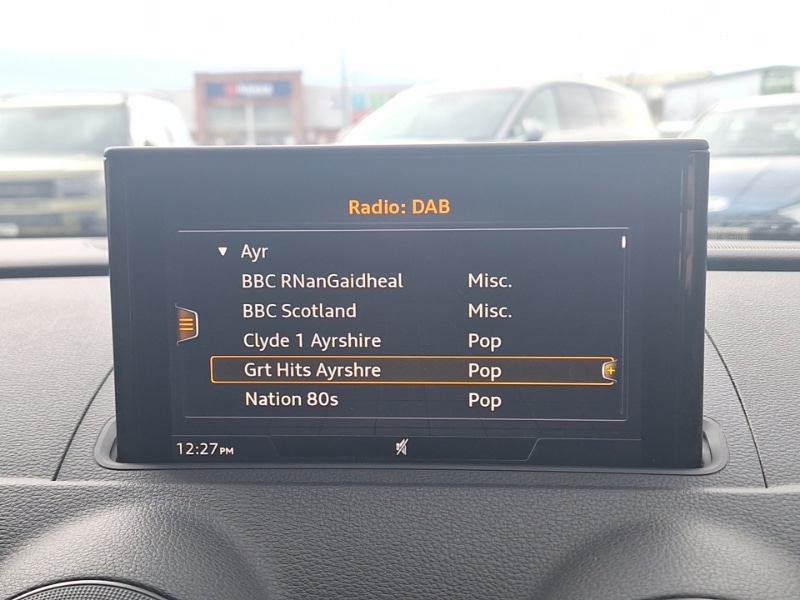 Radio: DAB
Ayr
BBC RNanGaidheal Misc.
BBC Scotland Misc.
Clyde 1 Ayrshire Pop
Grt Hits Ayrshre Pop
Nation 80s Pop
12:27PM